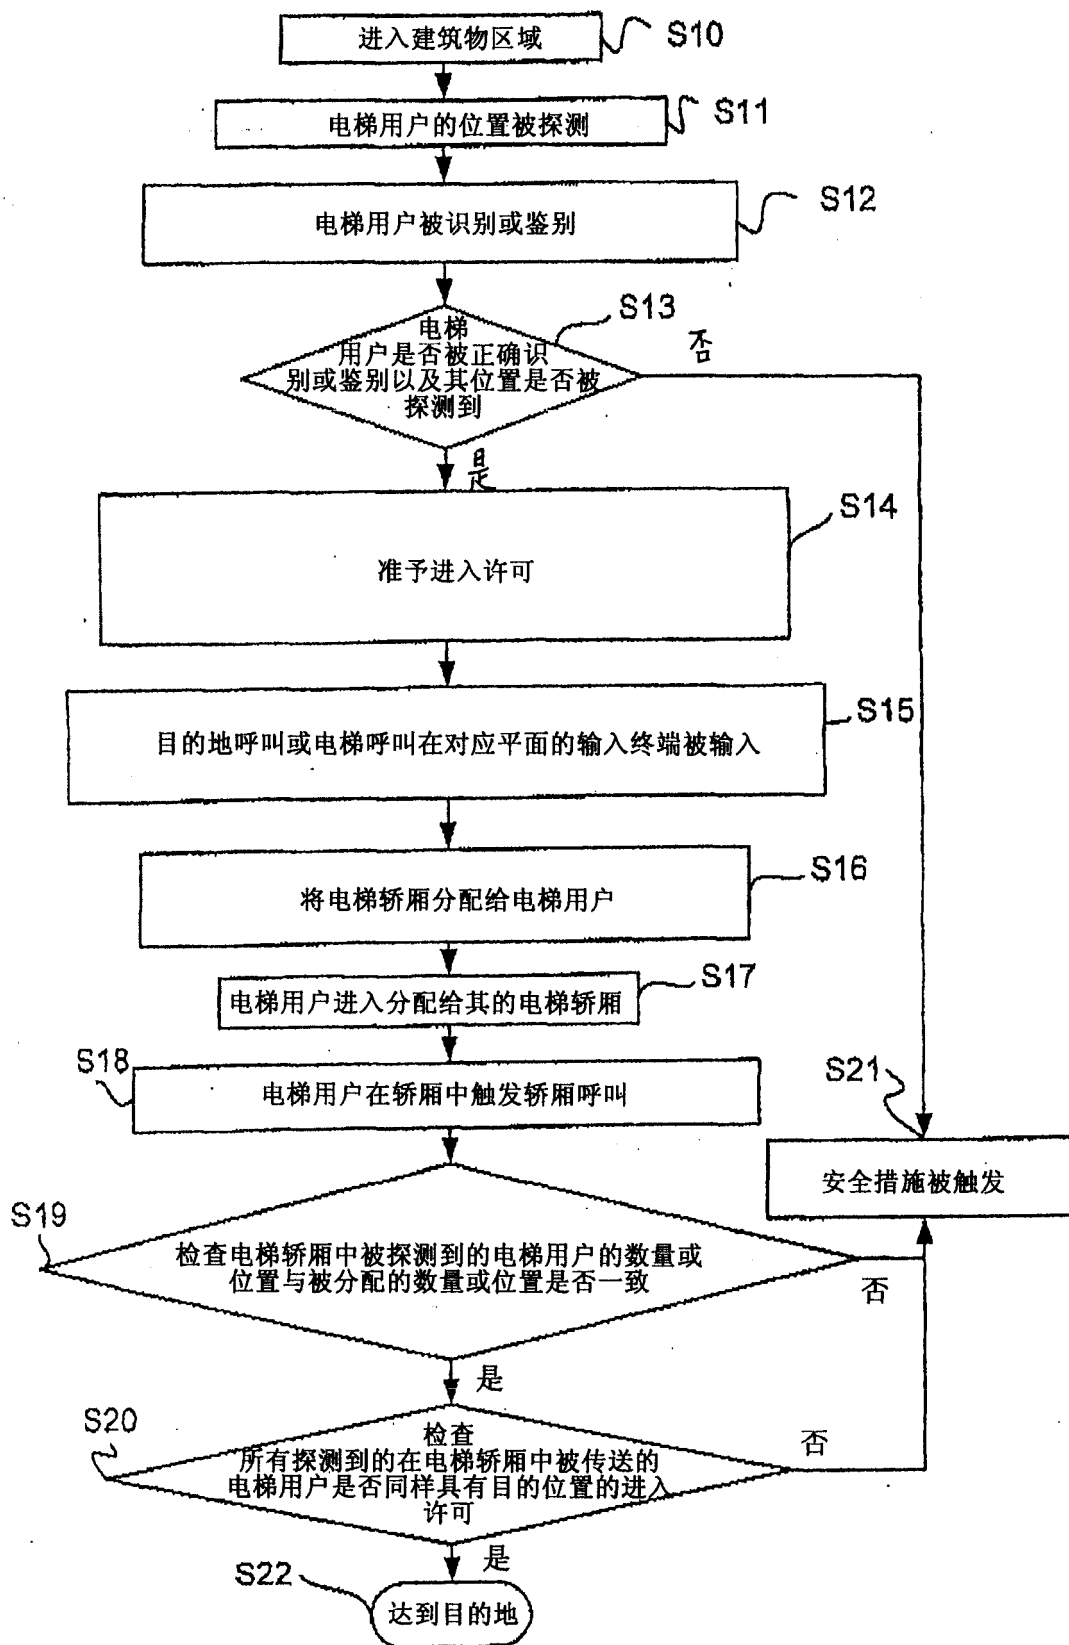 进入建筑物区域
S10
电梯用户的位置被探测
S11
电梯用户被识别或鉴别
S12
S13
电梯
用户是否被正确识
别或鉴别以及其位置是否被
探测到
否
是
S14
准予进入许可
S15
目的地呼叫或电梯呼叫在对应平面的输入终端被输入
S16
将电梯轿厢分配给电梯用户
S17
电梯用户进入分配给其的电梯轿厢
S18
电梯用户在轿厢中触发轿厢呼叫
S21
安全措施被触发
S19
检查电梯轿厢中被探测到的电梯用户的数量或
位置与被分配的数量或位置是否一致
否
是
S20
检查
所有探测到的在电梯轿厢中被传送的
电梯用户是否同样具有目的位置的进入
许可
否
是
S22
达到目的地